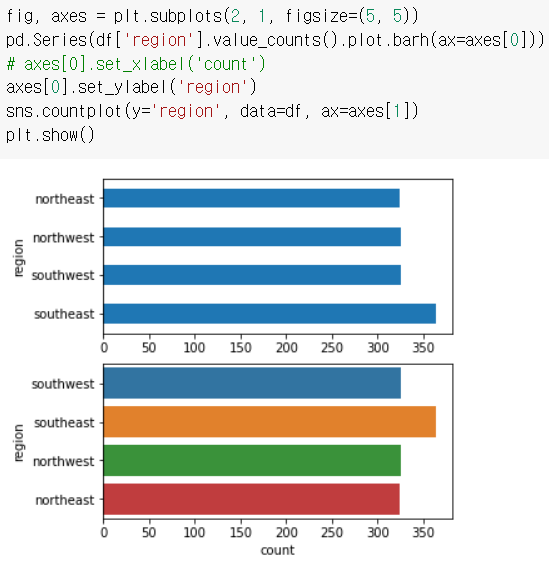 fig, axes = plt.subplots(2, 1, figsize=(5, 5))
pd.Series(df['region'].value_counts().plot.barh(ax=axes[0]))
# axes[0].set_xlabel('count')
axes[0].set_ylabel('region')
sns.countplot(y='region', data=df, ax=axes[1])
plt.show()
northeast
northwest
southwest
southeast
region
0 50 100 150 200 250 300 350
southwest
southeast
northwest
northeast
region
0 50 100 150 200 250 300 350
count